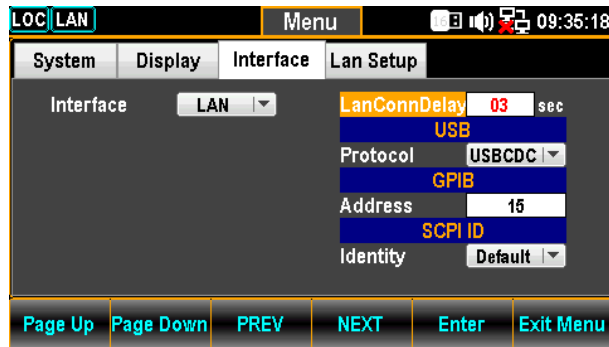 LOC LAN Menu 16 09:35:18
System Display Interface Lan Setup
Interface LAN LanConnDelay 03 sec
USB
Protocol USBCDC
GPIB
Address 15
SCPI ID
Identity Default
Page Up Page Down PREV NEXT Enter Exit Menu